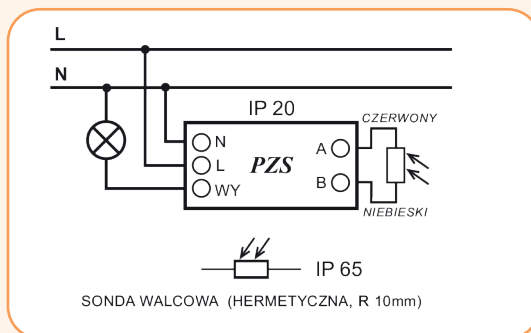 L
N
IP 20
CZERWONY
N
A
L
PZS
WY
B
NIEBIESKI
IP 65
SONDA WALCOWA (HERMETYCZNA, R 10mm)